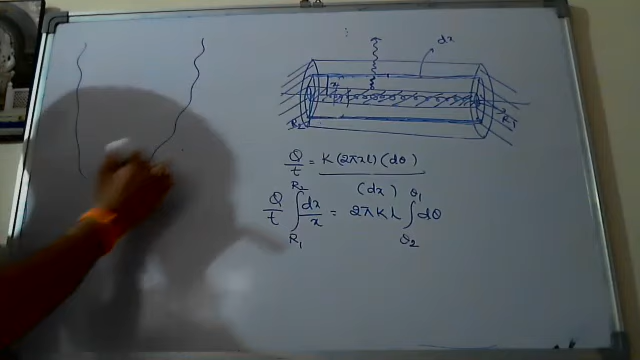 dx
x
R2
R1
Q/t = K(2πxl)(dθ) / (dx)
Q/t ∫_{R1}^{R2} dx/x = 2πKL ∫_{θ2}^{θ1} dθ